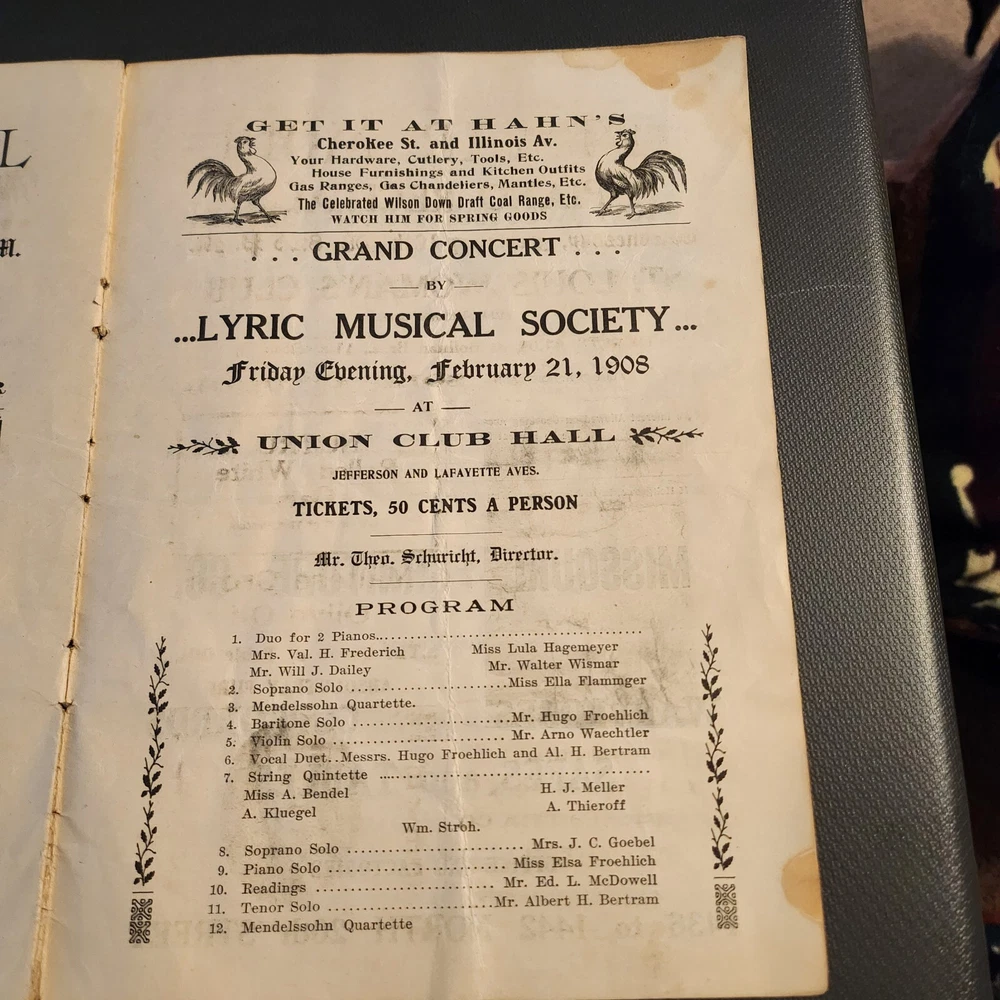 L
M.
GET IT AT HAHN'S
Cherokee St. and Illinois Av.
Your Hardware, Cutlery, Tools, Etc.
House Furnishings and Kitchen Outfits
Gas Ranges, Gas Chandeliers, Mantles, Etc.
The Celebrated Wilson Down Draft Coal Range, Etc.
WATCH HIM FOR SPRING GOODS
. . . GRAND CONCERT . . .
— BY —
...LYRIC MUSICAL SOCIETY...
Friday Evening, February 21, 1908
— AT —
UNION CLUB HALL
JEFFERSON AND LAFAYETTE AVES.
TICKETS, 50 CENTS A PERSON
Mr. Theo. Schuricht, Director.
PROGRAM
1. Duo for 2 Pianos........................................
Mrs. Val. H. Frederich Miss Lula Hagemeyer
Mr. Will J. Dailey Mr. Walter Wismar
2. Soprano Solo ......................Miss Ella Flammger
3. Mendelssohn Quartette.
4. Baritone Solo ......................Mr. Hugo Froehlich
5. Violin Solo ......................... Mr. Arno Waechtler
6. Vocal Duet..Messrs. Hugo Froehlich and Al. H. Bertram
7. String Quintette ........................................
Miss A. Bendel H. J. Meller
A. Kluegel A. Thieroff
Wm. Stroh.
8. Soprano Solo ......................... Mrs. J. C. Goebel
9. Piano Solo ......................... Miss Elsa Froehlich
10. Readings ......................... Mr. Ed. L. McDowell
11. Tenor Solo ......................Mr. Albert H. Bertram
12. Mendelssohn Quartette